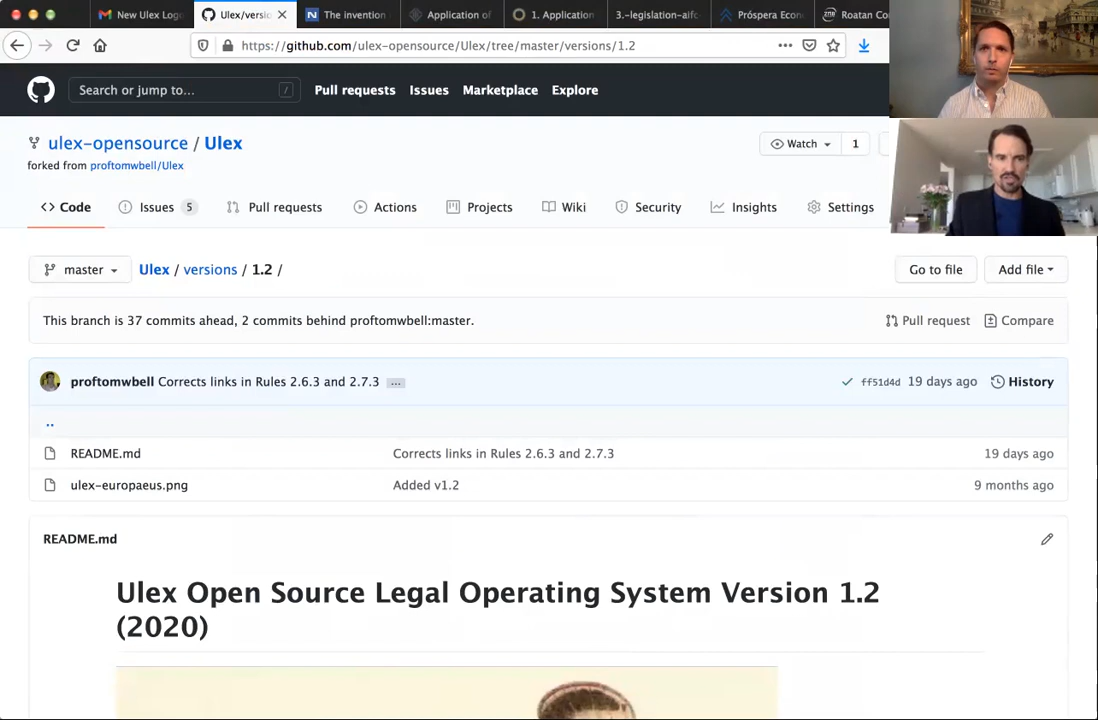 New Ulex Log
Ulex/versio
The invention
Application of
1. Application
3.-legislation-alfo
Próspera Econ
Roatan Co
https://github.com/ulex-opensource/Ulex/tree/master/versions/1.2
Search or jump to...
/
Pull requests
Issues
Marketplace
Explore
ulex-opensource / Ulex
Watch
1
forked from proftomwbell/Ulex
Code
Issues 5
Pull requests
Actions
Projects
Wiki
Security
Insights
Settings
master
Ulex / versions / 1.2 /
Go to file
Add file
This branch is 37 commits ahead, 2 commits behind proftomwbell:master.
Pull request
Compare
proftomwbell Corrects links in Rules 2.6.3 and 2.7.3 ...
ff51d4d 19 days ago
History
..
README.md Corrects links in Rules 2.6.3 and 2.7.3 19 days ago
ulex-europaeus.png Added v1.2 9 months ago
README.md
Ulex Open Source Legal Operating System Version 1.2
(2020)